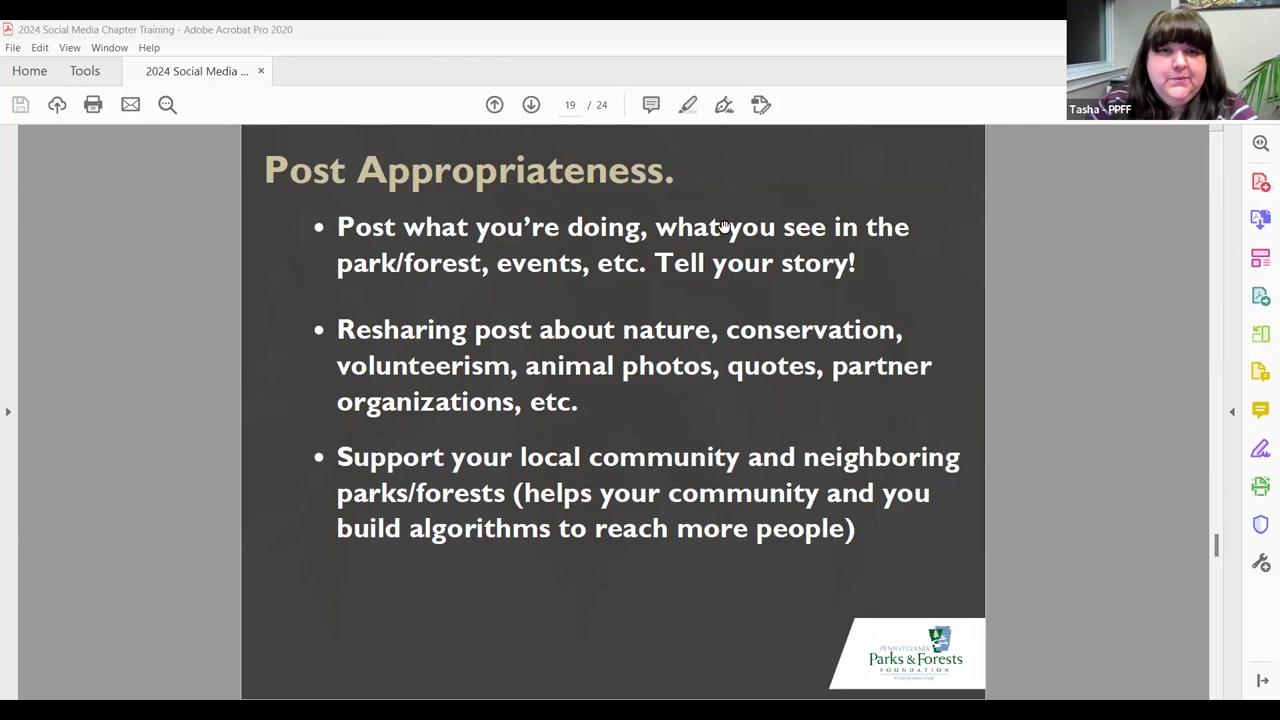 2024 Social Media Chapter Training - Adobe Acrobat Pro 2020
File Edit View Window Help
Home Tools 2024 Social Media ... ×
19 / 24
Tasha - PPFF
Post Appropriateness.
• Post what you're doing, what you see in the
park/forest, events, etc. Tell your story!
• Resharing post about nature, conservation,
volunteerism, animal photos, quotes, partner
organizations, etc.
• Support your local community and neighboring
parks/forests (helps your community and you
build algorithms to reach more people)
PENNSYLVANIA
Parks & Forests
FOUNDATION